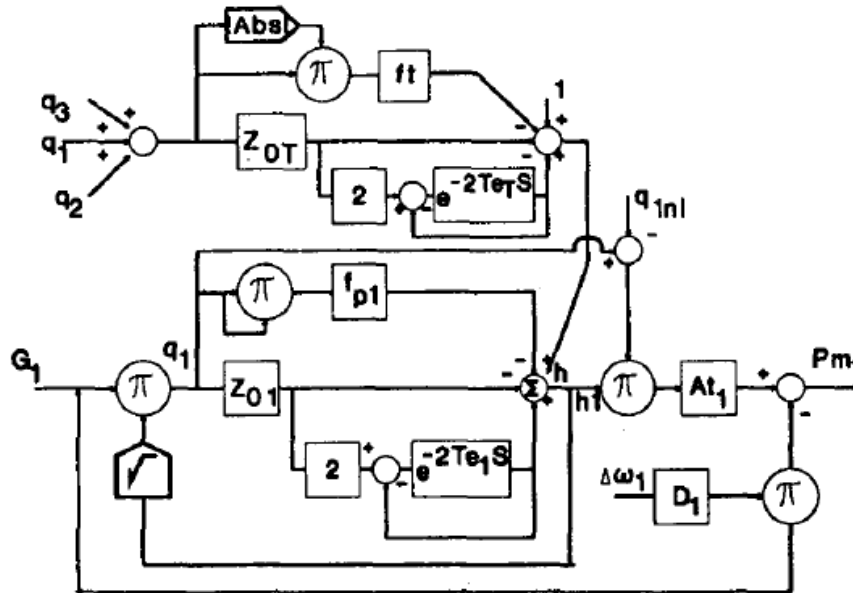 Abs
π
ft
1
q3
+
q1
+
+
q2
Z0T
-
+
-
+
2
+
-
e^-2TeTS
q1nl
-
+
π
fp1
G1
π
q1
Z01
-
-
+
h
Σ
+
h1
π
At1
+
-
Pm
√
2
+
-
e^-2Te1S
Δω1
D1
π